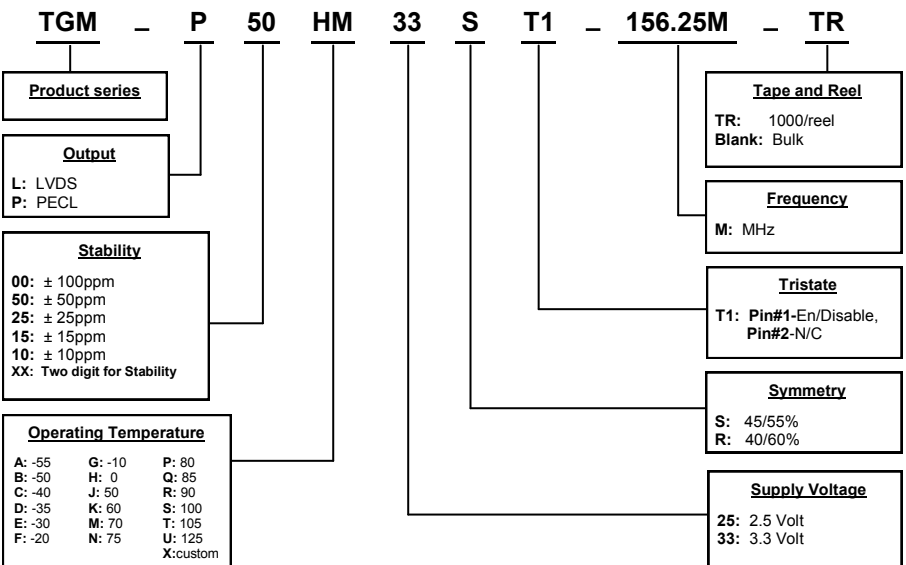 TGM – P 50 HM 33 S T1 – 156.25M – TR
Product series
Output
L: LVDS
P: PECL
Stability
00: ± 100ppm
50: ± 50ppm
25: ± 25ppm
15: ± 15ppm
10: ± 10ppm
XX: Two digit for Stability
Operating Temperature
A: -55 G: -10 P: 80
B: -50 H: 0 Q: 85
C: -40 J: 50 R: 90
D: -35 K: 60 S: 100
E: -30 M: 70 T: 105
F: -20 N: 75 U: 125
X:custom
Tape and Reel
TR: 1000/reel
Blank: Bulk
Frequency
M: MHz
Tristate
T1: Pin#1-En/Disable,
Pin#2-N/C
Symmetry
S: 45/55%
R: 40/60%
Supply Voltage
25: 2.5 Volt
33: 3.3 Volt